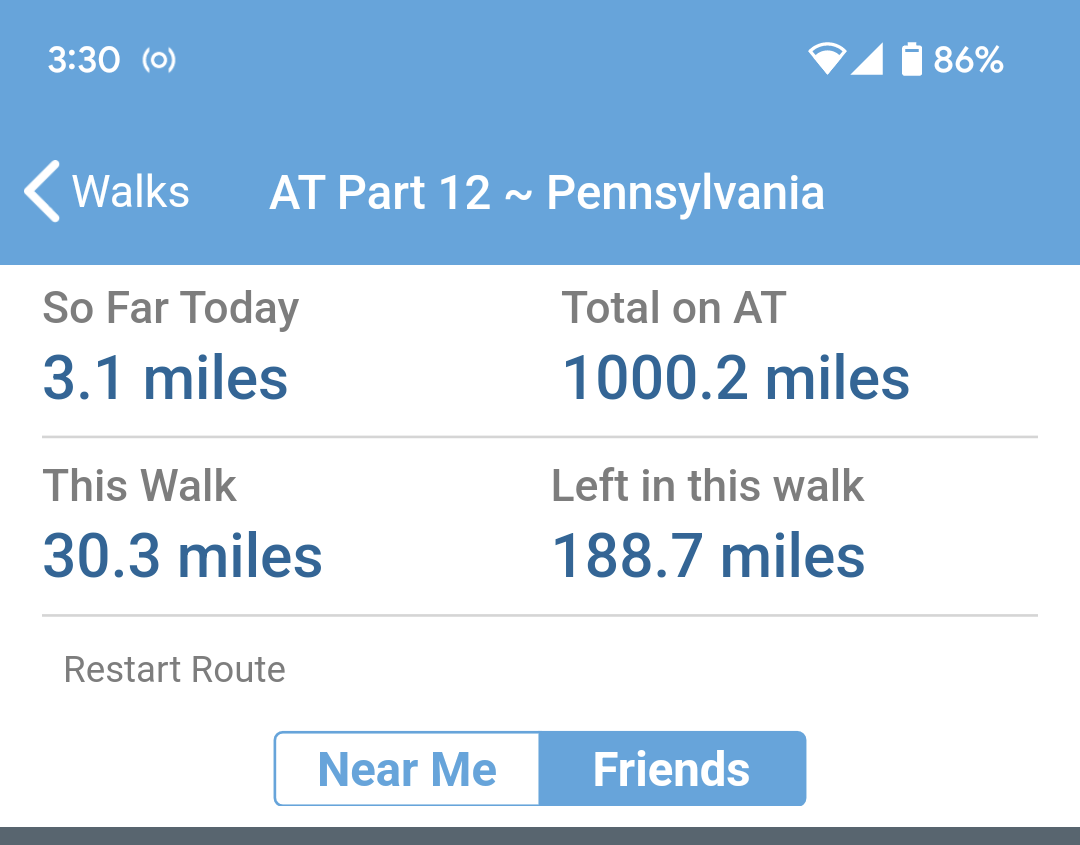 3:30 86%
Walks AT Part 12 ~ Pennsylvania
So Far Today Total on AT
3.1 miles 1000.2 miles
This Walk Left in this walk
30.3 miles 188.7 miles
Restart Route
Near Me Friends